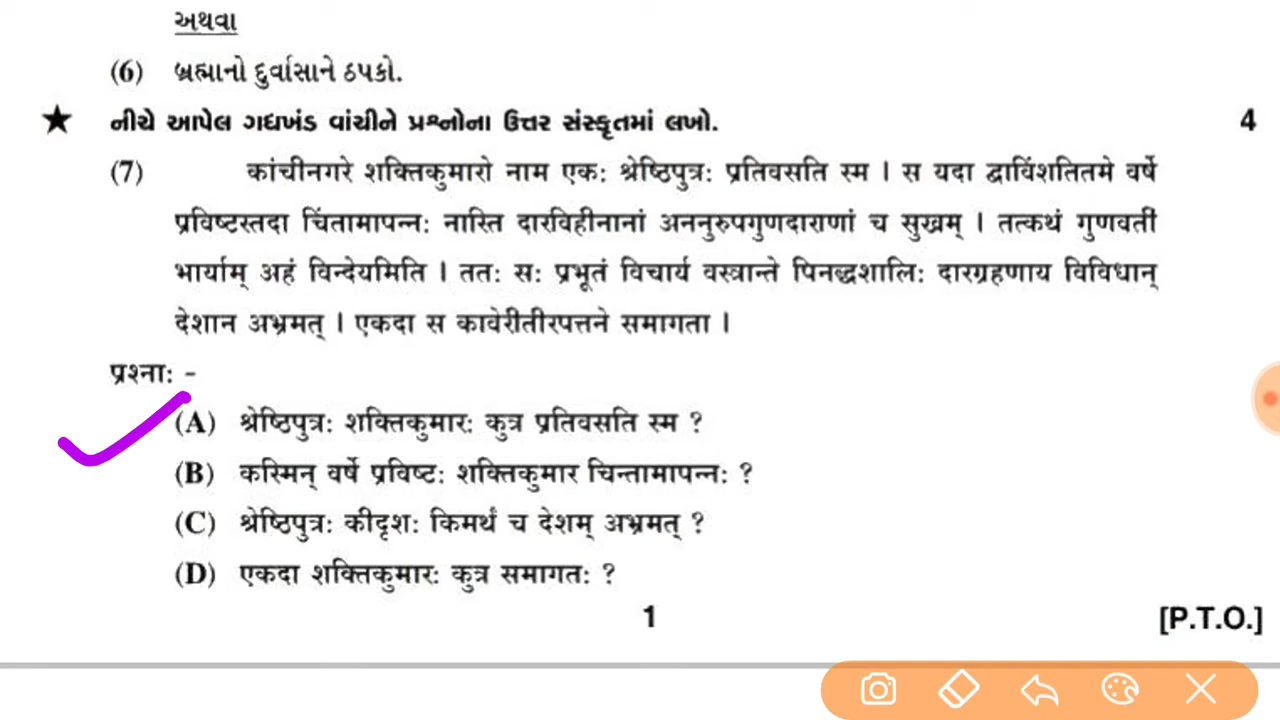 અથવા
(6) બ્રહ્માનો દુર્વાસાને ઠપકો.
★ નીચે આપેલ ગદ્યખંડ વાંચીને પ્રશ્નોના ઉત્તર સંસ્કૃતમાં લખો. 4
(7) कांचीनगरे शक्तिकुमारो नाम एकः श्रेष्ठिपुत्रः प्रतिवसति स्म । स यदा द्वाविंशतितमे वर्षे
प्रविष्टस्तदा चिंतामापन्नः नास्ति दारविहीनानां अननुरुपगुणदाराणां च सुखम् । तत्कथं गुणवतीं
भार्याम् अहं विन्देयमिति । ततः सः प्रभूतं विचार्य वस्त्रान्ते पिनद्धशालिः दारग्रहणाय विविधान्
देशान अभ्रमत् । एकदा स कावेरीतीरपत्तने समागता ।
प्रश्नाः -
(A) श्रेष्ठिपुत्रः शक्तिकुमारः कुत्र प्रतिवसति स्म ?
(B) कस्मिन् वर्षे प्रविष्टः शक्तिकुमार चिन्तामापन्नः ?
(C) श्रेष्ठिपुत्रः कीदृशः किमर्थं च देशम् अभ्रमत् ?
(D) एकदा शक्तिकुमारः कुत्र समागतः ?
1 [P.T.O.]